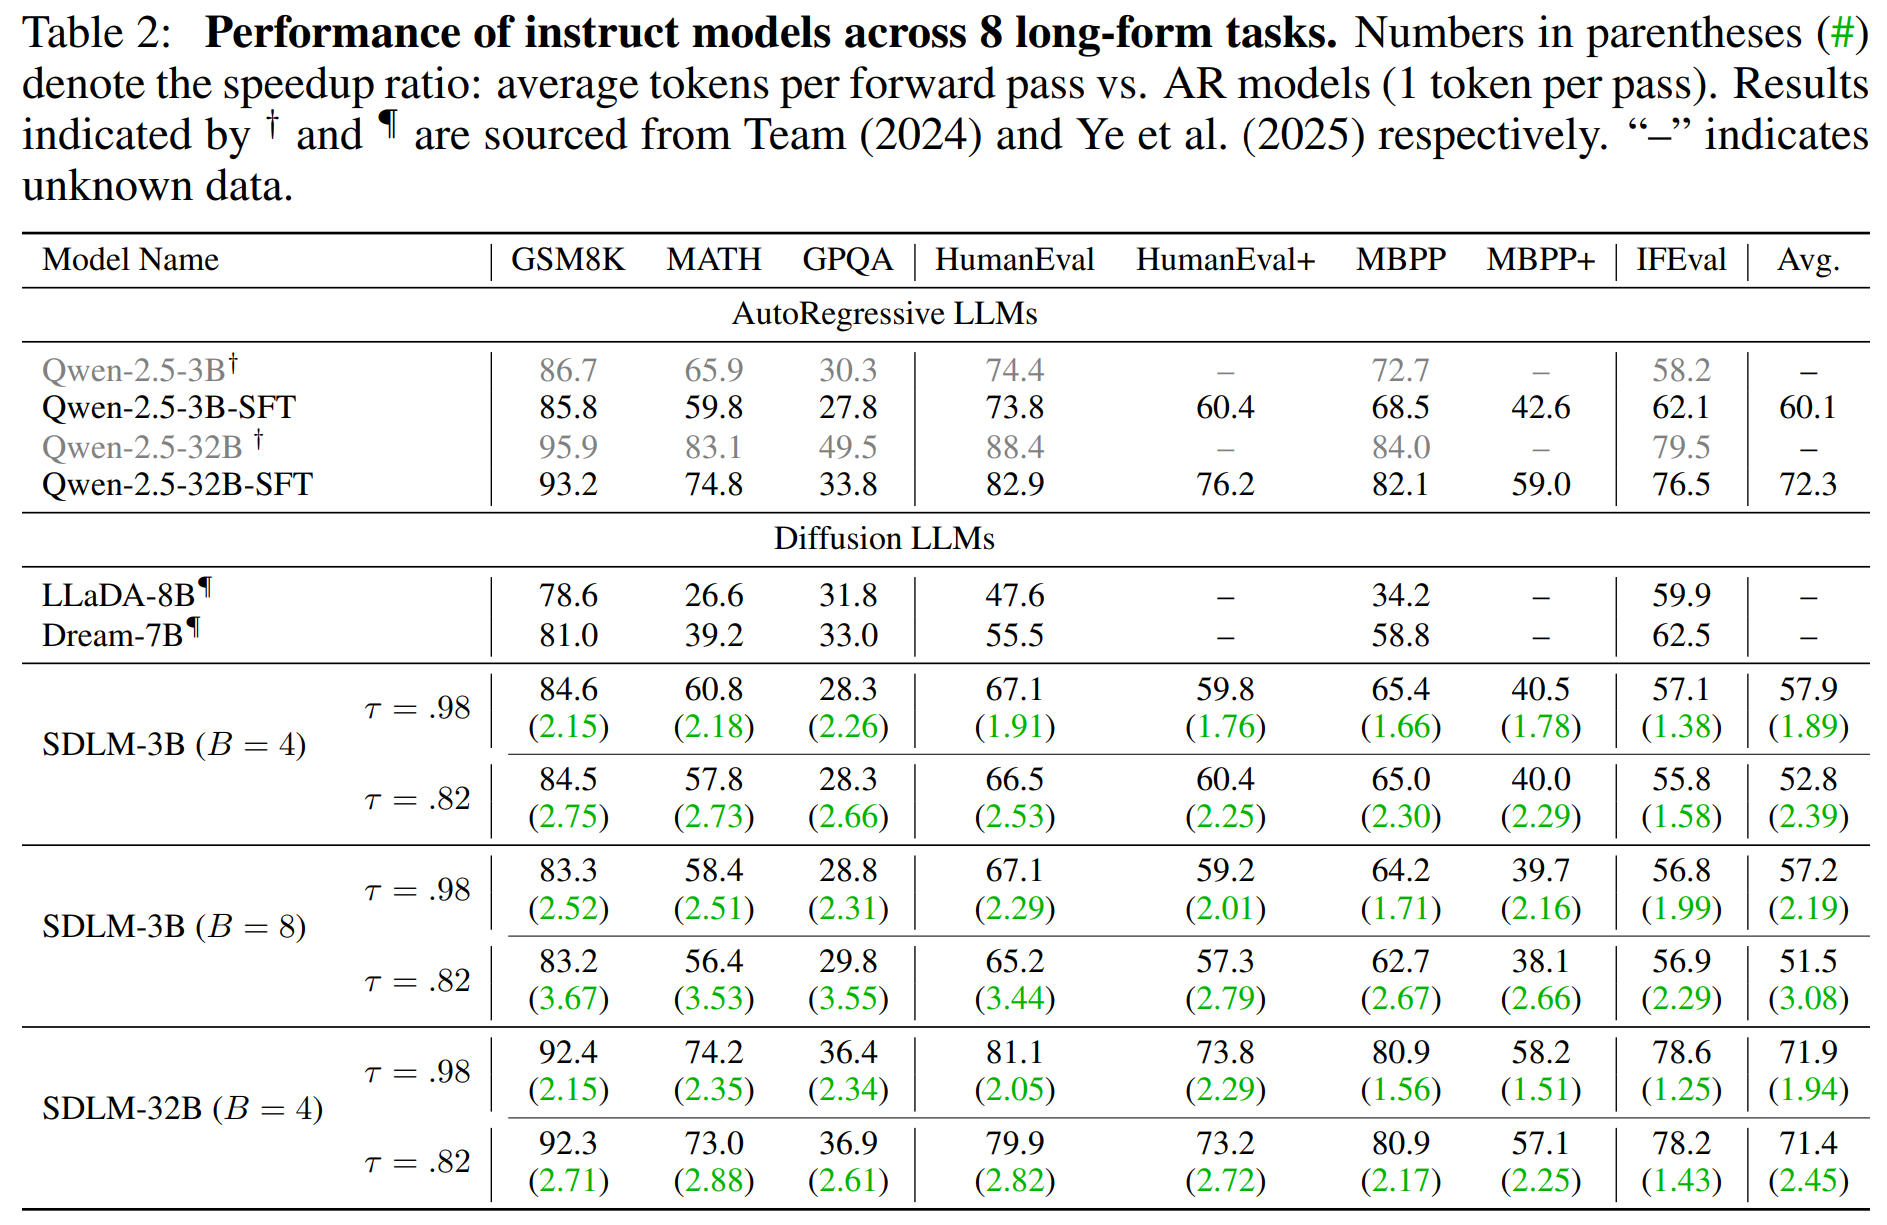 Table 2: Performance of instruct models across 8 long-form tasks. Numbers in parentheses (#)
denote the speedup ratio: average tokens per forward pass vs. AR models (1 token per pass). Results
indicated by † and ¶ are sourced from Team (2024) and Ye et al. (2025) respectively. “–” indicates
unknown data.
Model Name GSM8K MATH GPQA HumanEval HumanEval+ MBPP MBPP+ IFEval Avg.
AutoRegressive LLMs
Qwen-2.5-3B† 86.7 65.9 30.3 74.4 – 72.7 – 58.2 –
Qwen-2.5-3B-SFT 85.8 59.8 27.8 73.8 60.4 68.5 42.6 62.1 60.1
Qwen-2.5-32B † 95.9 83.1 49.5 88.4 – 84.0 – 79.5 –
Qwen-2.5-32B-SFT 93.2 74.8 33.8 82.9 76.2 82.1 59.0 76.5 72.3
Diffusion LLMs
LLaDA-8B¶ 78.6 26.6 31.8 47.6 – 34.2 – 59.9 –
Dream-7B¶ 81.0 39.2 33.0 55.5 – 58.8 – 62.5 –
SDLM-3B (B = 4)
τ = .98
84.6 60.8 28.3 67.1 59.8 65.4 40.5 57.1 57.9
(2.15) (2.18) (2.26) (1.91) (1.76) (1.66) (1.78) (1.38) (1.89)
τ = .82
84.5 57.8 28.3 66.5 60.4 65.0 40.0 55.8 52.8
(2.75) (2.73) (2.66) (2.53) (2.25) (2.30) (2.29) (1.58) (2.39)
SDLM-3B (B = 8)
τ = .98
83.3 58.4 28.8 67.1 59.2 64.2 39.7 56.8 57.2
(2.52) (2.51) (2.31) (2.29) (2.01) (1.71) (2.16) (1.99) (2.19)
τ = .82
83.2 56.4 29.8 65.2 57.3 62.7 38.1 56.9 51.5
(3.67) (3.53) (3.55) (3.44) (2.79) (2.67) (2.66) (2.29) (3.08)
SDLM-32B (B = 4)
τ = .98
92.4 74.2 36.4 81.1 73.8 80.9 58.2 78.6 71.9
(2.15) (2.35) (2.34) (2.05) (2.29) (1.56) (1.51) (1.25) (1.94)
τ = .82
92.3 73.0 36.9 79.9 73.2 80.9 57.1 78.2 71.4
(2.71) (2.88) (2.61) (2.82) (2.72) (2.17) (2.25) (1.43) (2.45)